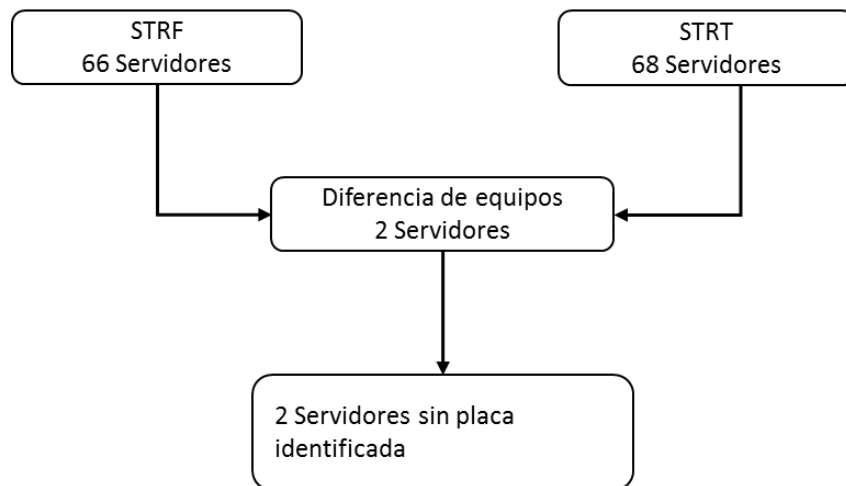 STRF
66 Servidores
STRT
68 Servidores
Diferencia de equipos
2 Servidores
2 Servidores sin placa
identificada